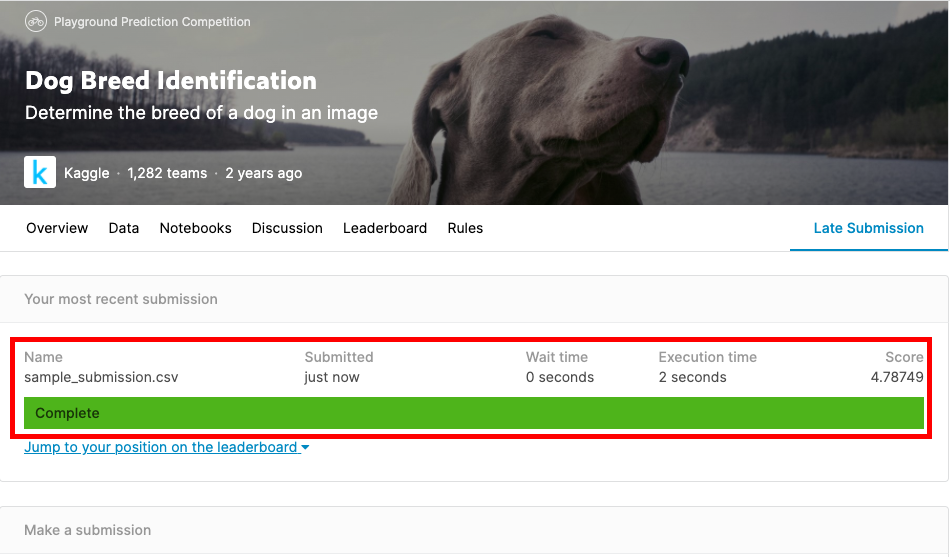 Playground Prediction Competition
Dog Breed Identification
Determine the breed of a dog in an image
k Kaggle · 1,282 teams · 2 years ago
Overview Data Notebooks Discussion Leaderboard Rules Late Submission
Your most recent submission
Name Submitted Wait time Execution time Score
sample_submission.csv just now 0 seconds 2 seconds 4.78749
Complete
Jump to your position on the leaderboard
Make a submission